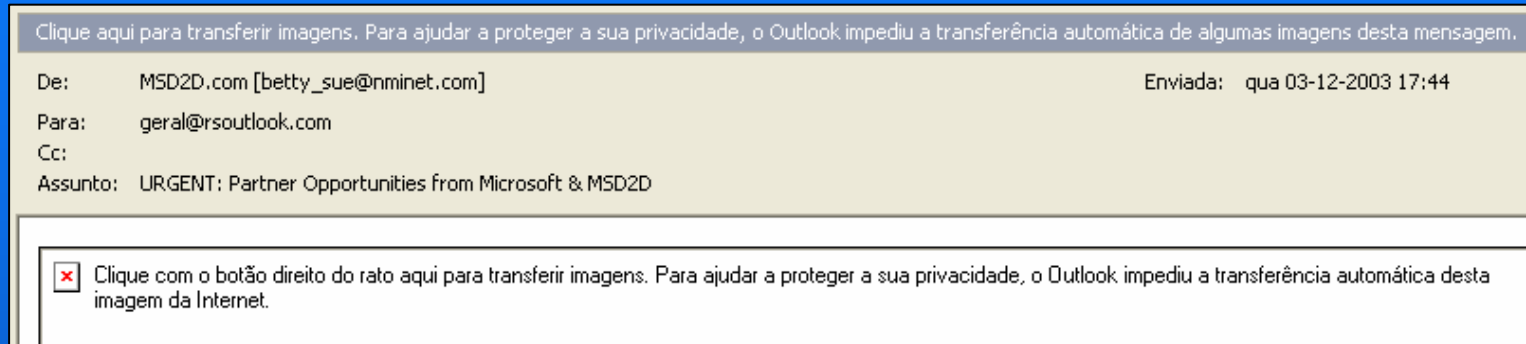 Clique aqui para transferir imagens. Para ajudar a proteger a sua privacidade, o Outlook impediu a transferência automática de algumas imagens desta mensagem.
De: MSD2D.com [betty_sue@nminet.com] Enviada: qua 03-12-2003 17:44
Para: geral@rsoutlook.com
Cc:
Assunto: URGENT: Partner Opportunities from Microsoft & MSD2D
Clique com o botão direito do rato aqui para transferir imagens. Para ajudar a proteger a sua privacidade, o Outlook impediu a transferência automática desta
imagem da Internet.